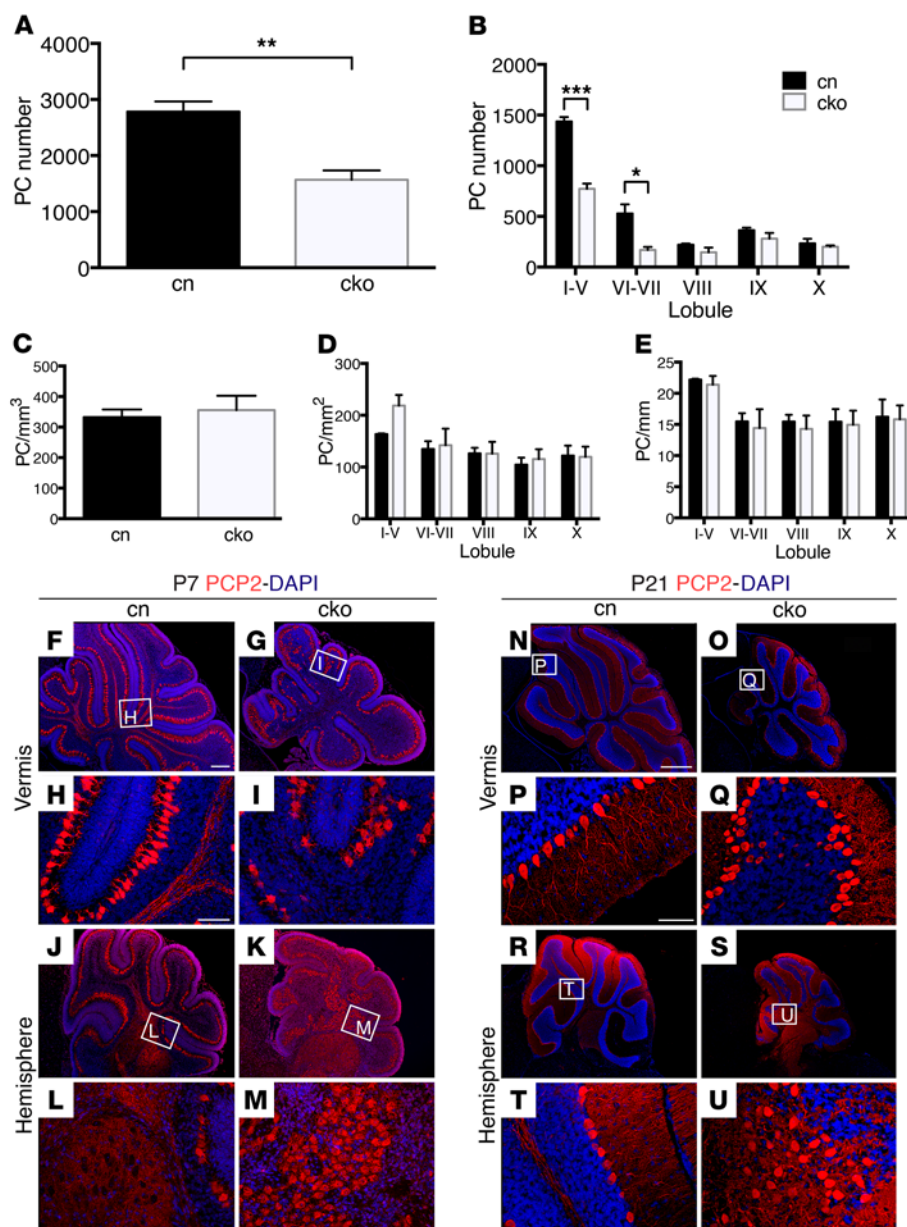 A
PC number
4000
3000
2000
1000
0
**
cn
cko
B
PC number
2000
1500
1000
500
0
***
*
cn
cko
I-V
VI-VII
VIII
IX
X
Lobule
C
PC/mm3
500
400
300
200
100
0
cn
cko
D
PC/mm2
300
200
100
0
I-V
VI-VII
VIII
IX
X
Lobule
E
PC/mm
25
20
15
10
5
0
I-V
VI-VII
VIII
IX
X
Lobule
P7 PCP2-DAPI
cn
cko
Vermis
F
H
G
I
H
I
Hemisphere
J
L
K
M
L
M
P21 PCP2-DAPI
cn
cko
Vermis
N
P
O
Q
P
Q
Hemisphere
R
T
S
U
T
U